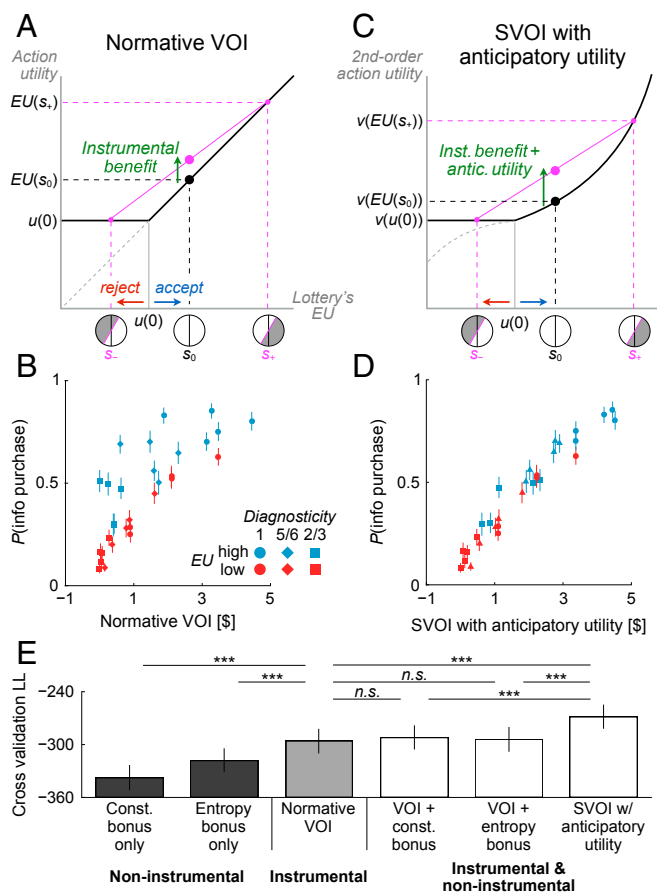 A
Normative VOI
Action
utility
EU(s+)
Instrumental
benefit
EU(s0)
u(0)
reject
accept
Lottery's
EU
u(0)
s−
s0
s+
C
SVOI with
anticipatory utility
2nd-order
action utility
v(EU(s+))
Inst. benefit +
antic. utility
v(EU(s0))
v(u(0))
u(0)
s−
s0
s+
B
P(info purchase)
1
0.5
0
−1
1
3
5
Normative VOI [$]
Diagnosticity
1 5/6 2/3
EU
high
low
D
P(info purchase)
1
0.5
0
−1
1
3
5
SVOI with anticipatory utility [$]
E
Cross validation LL
−240
−300
−360
***
***
***
n.s.
***
n.s.
***
Const.
bonus
only
Entropy
bonus
only
Normative
VOI
VOI +
const.
bonus
VOI +
entropy
bonus
SVOI w/
anticipatory
utility
Non-instrumental
Instrumental
Instrumental &
non-instrumental